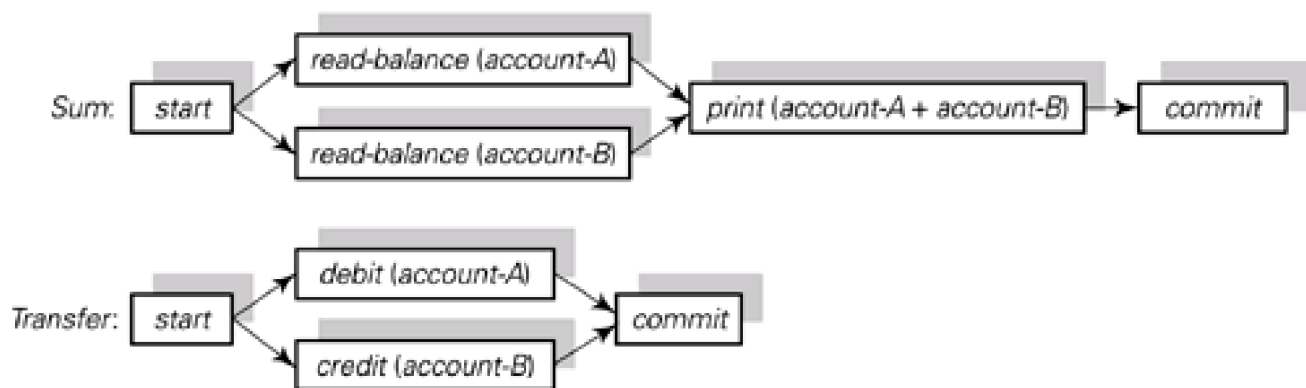 read-balance (account-A)
Sum: start print (account-A + account-B) commit
read-balance (account-B)
debit (account-A)
Transfer: start commit
credit (account-B)